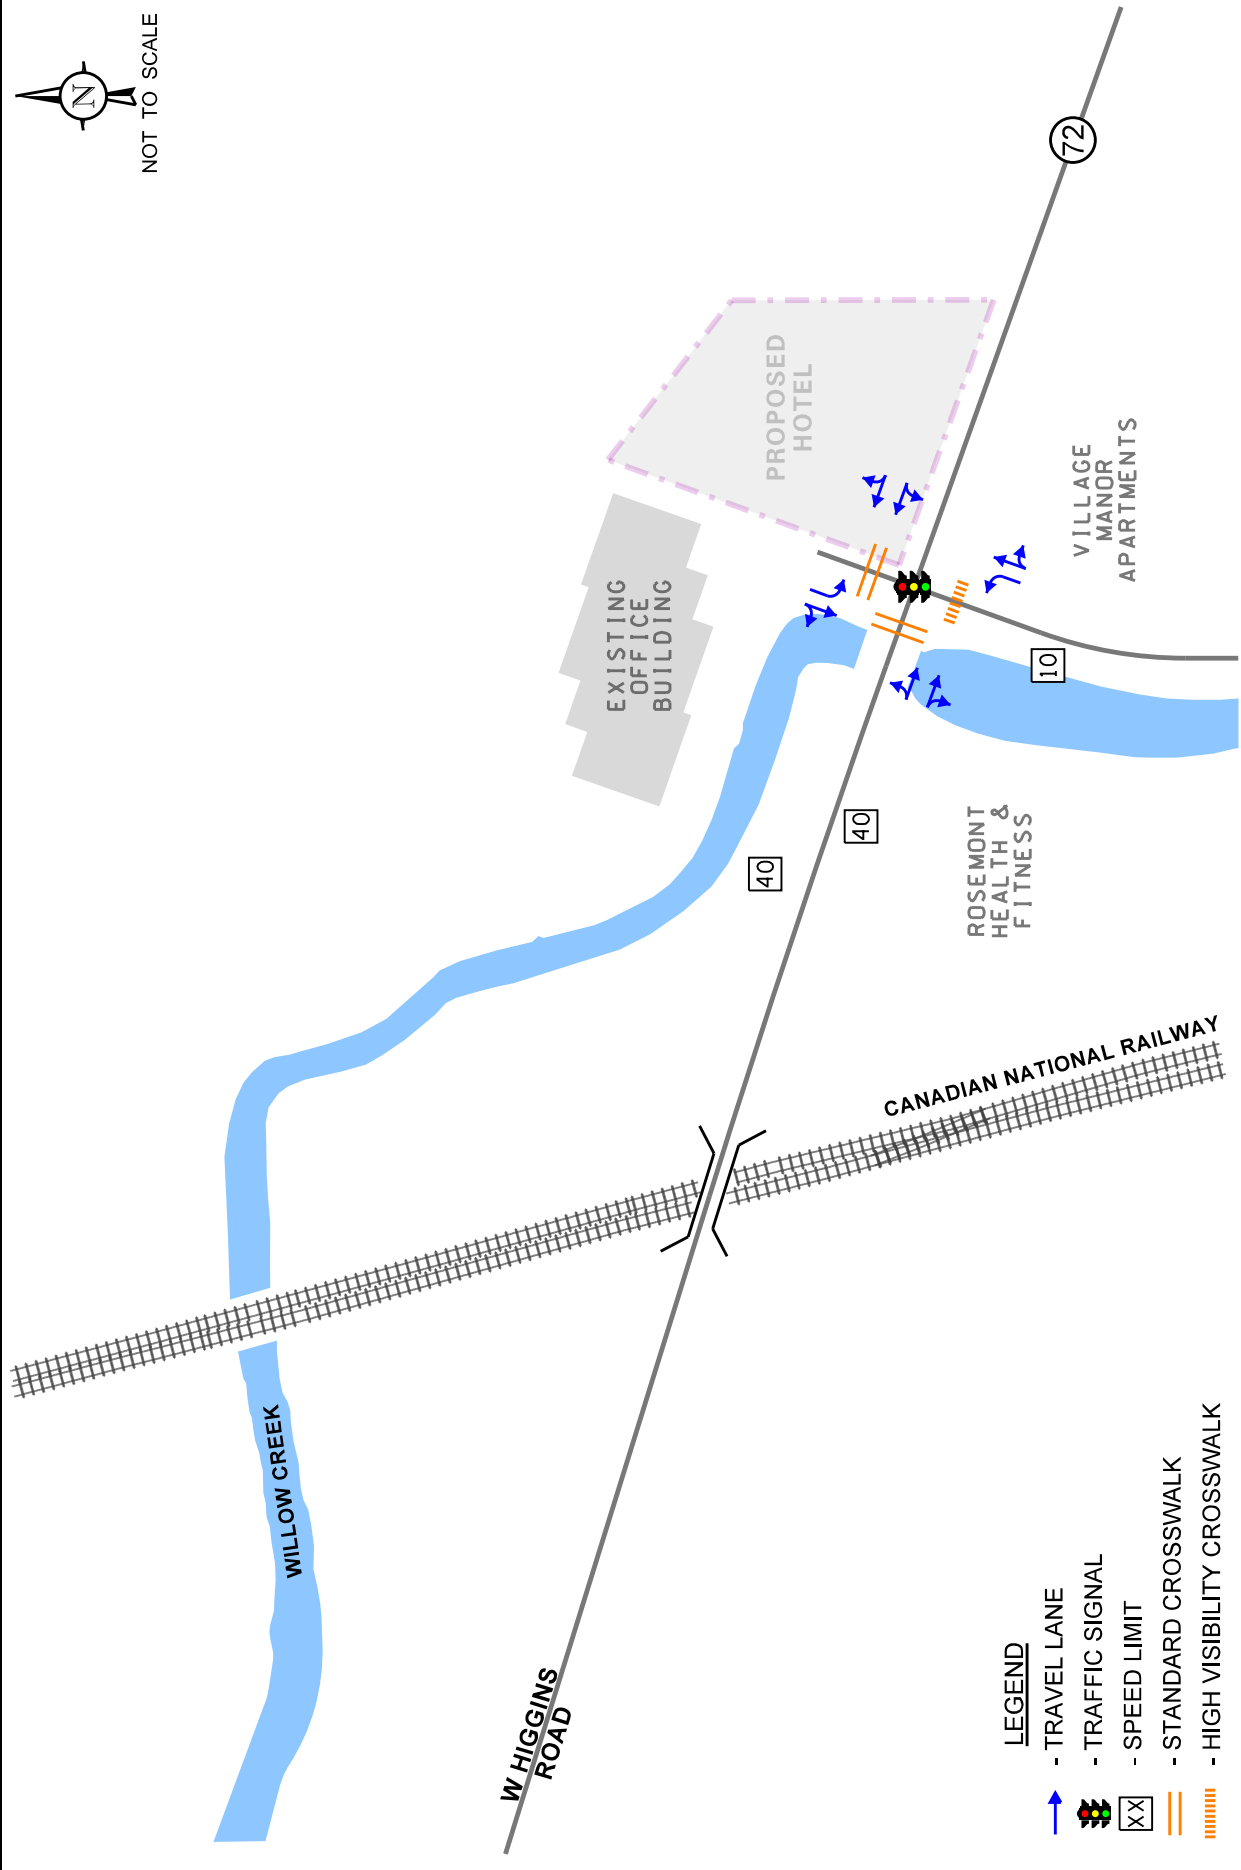 N
NOT TO SCALE
WILLOW CREEK
EXISTING
OFFICE
BUILDING
PROPOSED
HOTEL
W HIGGINS
ROAD
40
40
72
CANADIAN NATIONAL RAILWAY
ROSEMONT
HEALTH &
FITNESS
10
VILLAGE
MANOR
APARTMENTS
LEGEND
- TRAVEL LANE
- TRAFFIC SIGNAL
XX - SPEED LIMIT
- STANDARD CROSSWALK
- HIGH VISIBILITY CROSSWALK